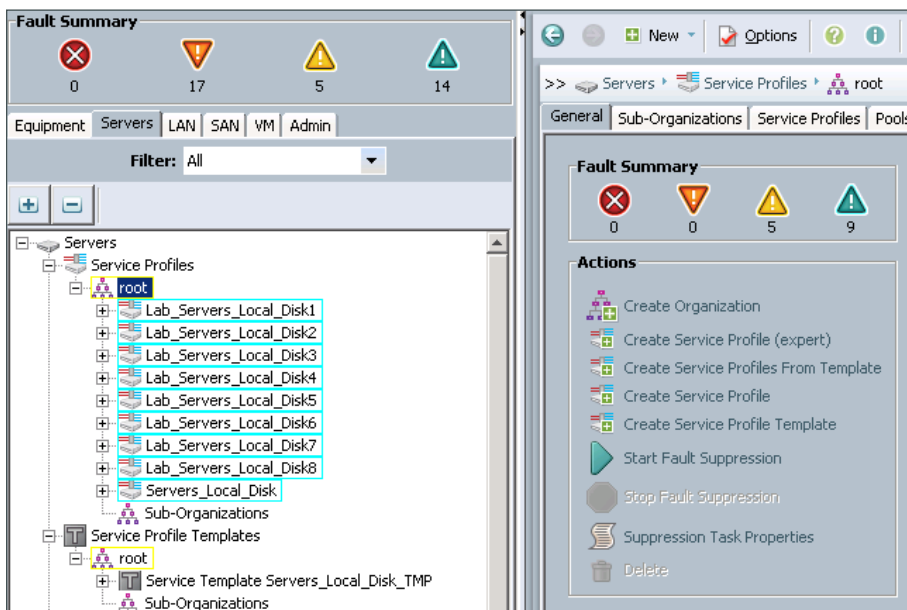 Fault Summary
0 17 5 14
Equipment Servers LAN SAN VM Admin
Filter: All
Servers
Service Profiles
root
Lab_Servers_Local_Disk1
Lab_Servers_Local_Disk2
Lab_Servers_Local_Disk3
Lab_Servers_Local_Disk4
Lab_Servers_Local_Disk5
Lab_Servers_Local_Disk6
Lab_Servers_Local_Disk7
Lab_Servers_Local_Disk8
Servers_Local_Disk
Sub-Organizations
Service Profile Templates
root
Service Template Servers_Local_Disk_TMP
Sub-Organizations
New Options
>> Servers Service Profiles root
General Sub-Organizations Service Profiles Pools
Fault Summary
0 0 5 9
Actions
Create Organization
Create Service Profile (expert)
Create Service Profiles From Template
Create Service Profile
Create Service Profile Template
Start Fault Suppression
Stop Fault Suppression
Suppression Task Properties
Delete